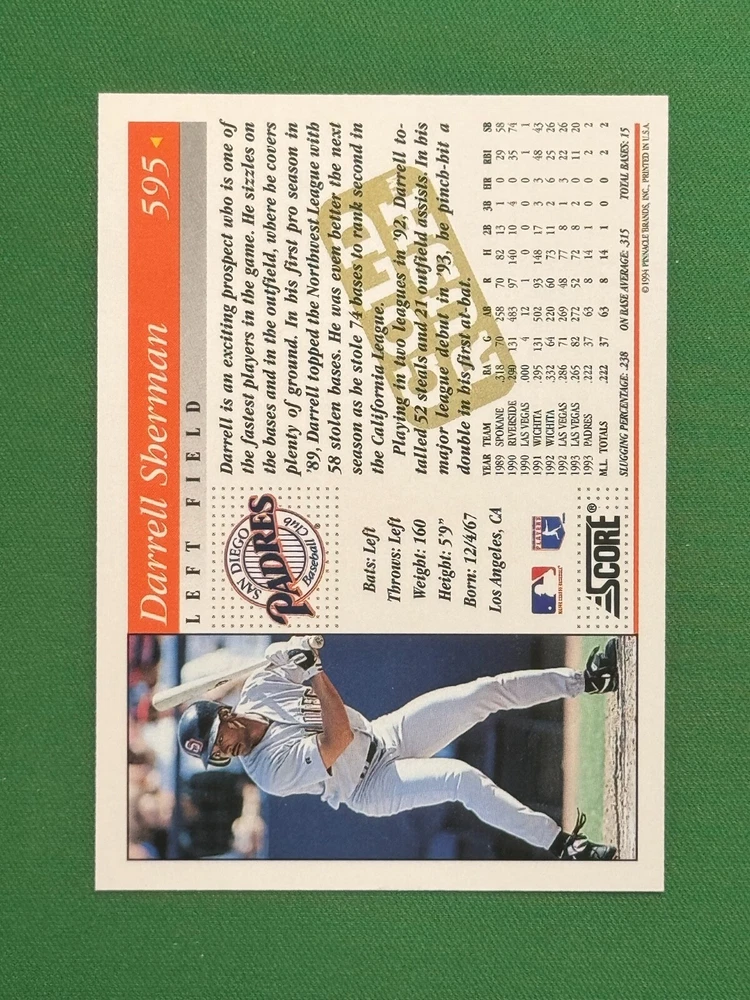 Darrell Sherman 595
LEFT FIELD
SAN DIEGO
PADRES
Baseball Club
Bats: Left
Throws: Left
Weight: 160
Height: 5'9"
Born: 12/4/67
Los Angeles, CA
PLAYERS
SCORE®
Darrell is an exciting prospect who is one of
the fastest players in the game. He sizzles on
the bases and in the outfield, where he covers
plenty of ground. In his first pro season in
'89, Darrell topped the Northwest League with
58 stolen bases. He was even better the next
season as he stole 74 bases to rank second in
the California League.
Playing in two leagues in '92, Darrell to-
talled 52 steals and 21 outfield assists. In his
major league debut in '93, he pinch-hit a
double in his first at-bat.
YEAR TEAM BA G AB R H 2B 3B HR RBI SB
1989 SPOKANE .318 70 258 70 82 13 1 0 29 58
1990 RIVERSIDE .290 131 483 97 140 10 4 0 35 74
1990 LAS VEGAS .000 4 12 1 0 0 0 0 1 1
1991 WICHITA .295 131 502 93 148 17 3 3 48 43
1992 WICHITA .332 64 220 60 73 11 2 6 25 26
1992 LAS VEGAS .286 71 269 48 77 8 1 3 22 26
1993 LAS VEGAS .265 82 272 52 72 8 2 0 11 20
1993 PADRES .222 37 63 8 14 1 0 0 2 2
M.L. TOTALS .222 37 63 8 14 1 0 0 2 2
SLUGGING PERCENTAGE: .238 ON BASE AVERAGE: .315 TOTAL BASES: 15
©1994 PINNACLE BRANDS, INC., PRINTED IN U.S.A.